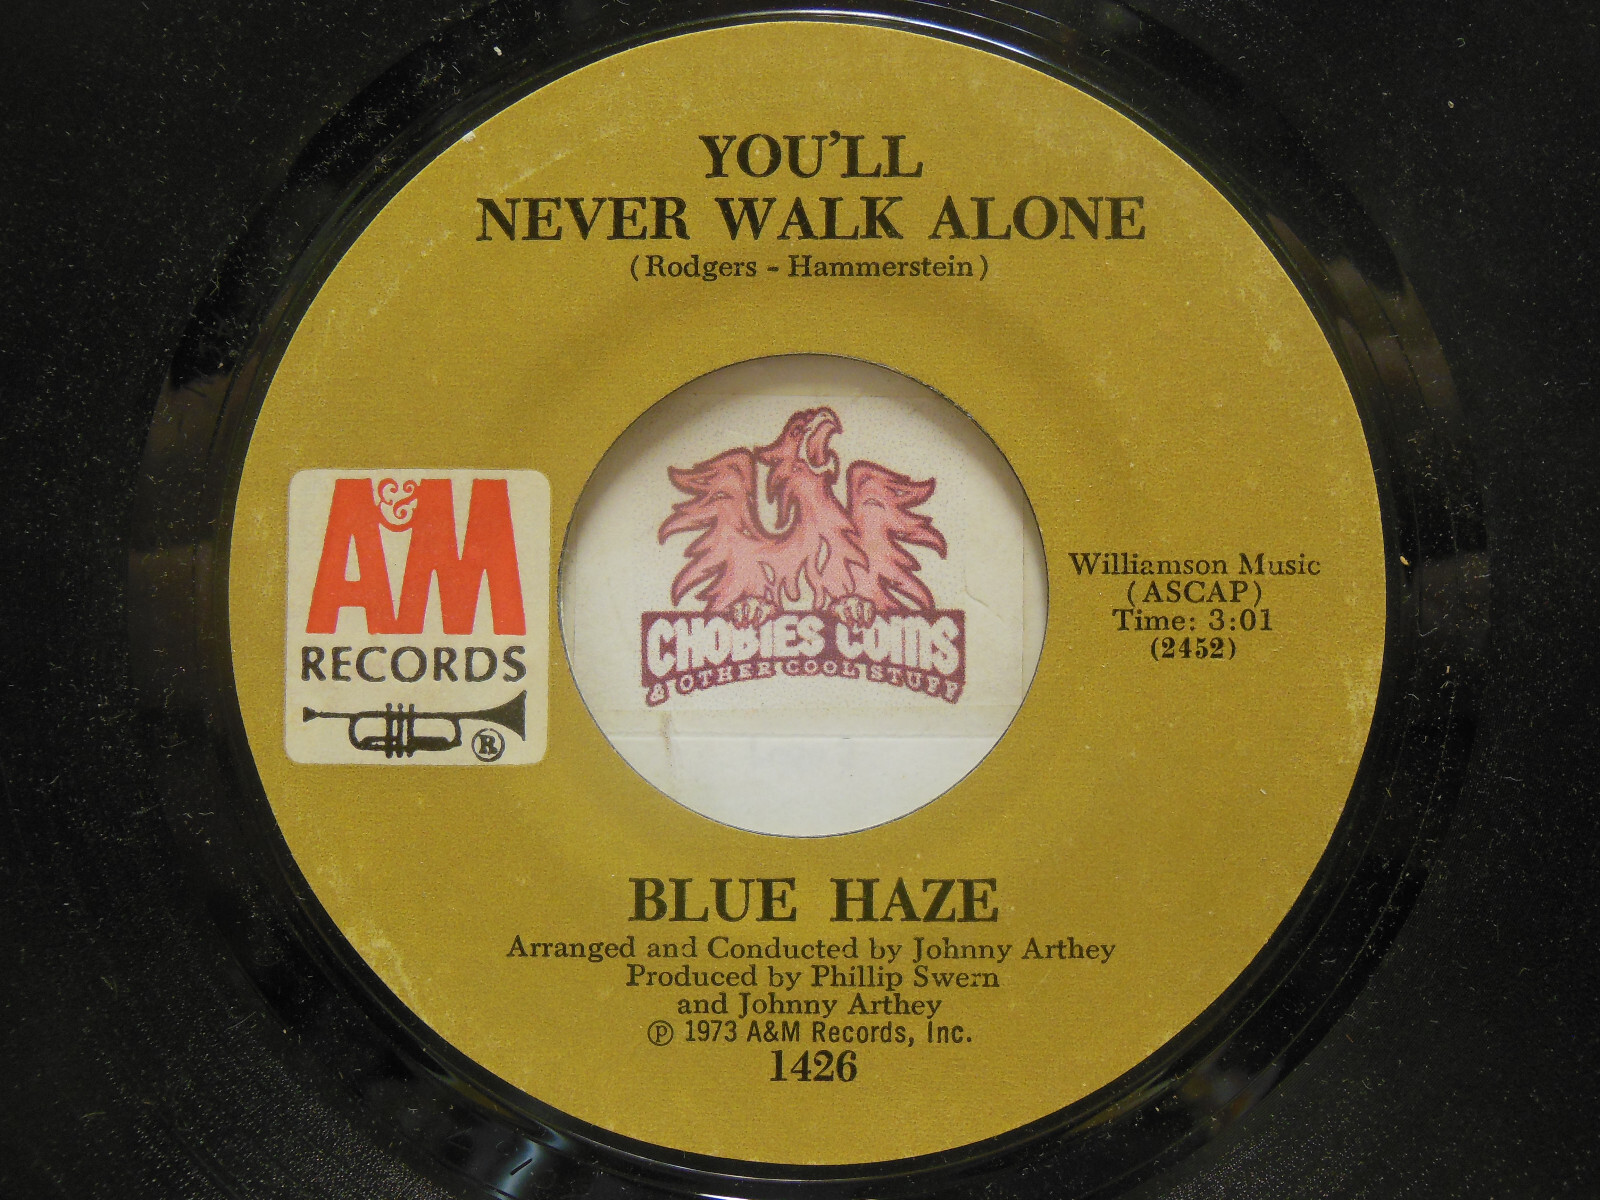 YOU'LL
NEVER WALK ALONE
(Rodgers - Hammerstein)
A&M
RECORDS
®
CHOBIES COINS
& OTHER COOL STUFF
Williamson Music
(ASCAP)
Time: 3:01
(2452)
BLUE HAZE
Arranged and Conducted by Johnny Arthey
Produced by Phillip Swern
and Johnny Arthey
℗ 1973 A&M Records, Inc.
1426